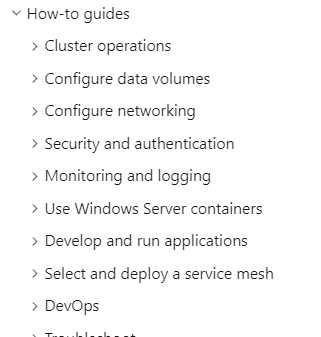 How-to guides
Cluster operations
Configure data volumes
Configure networking
Security and authentication
Monitoring and logging
Use Windows Server containers
Develop and run applications
Select and deploy a service mesh
DevOps
Troubleshoot